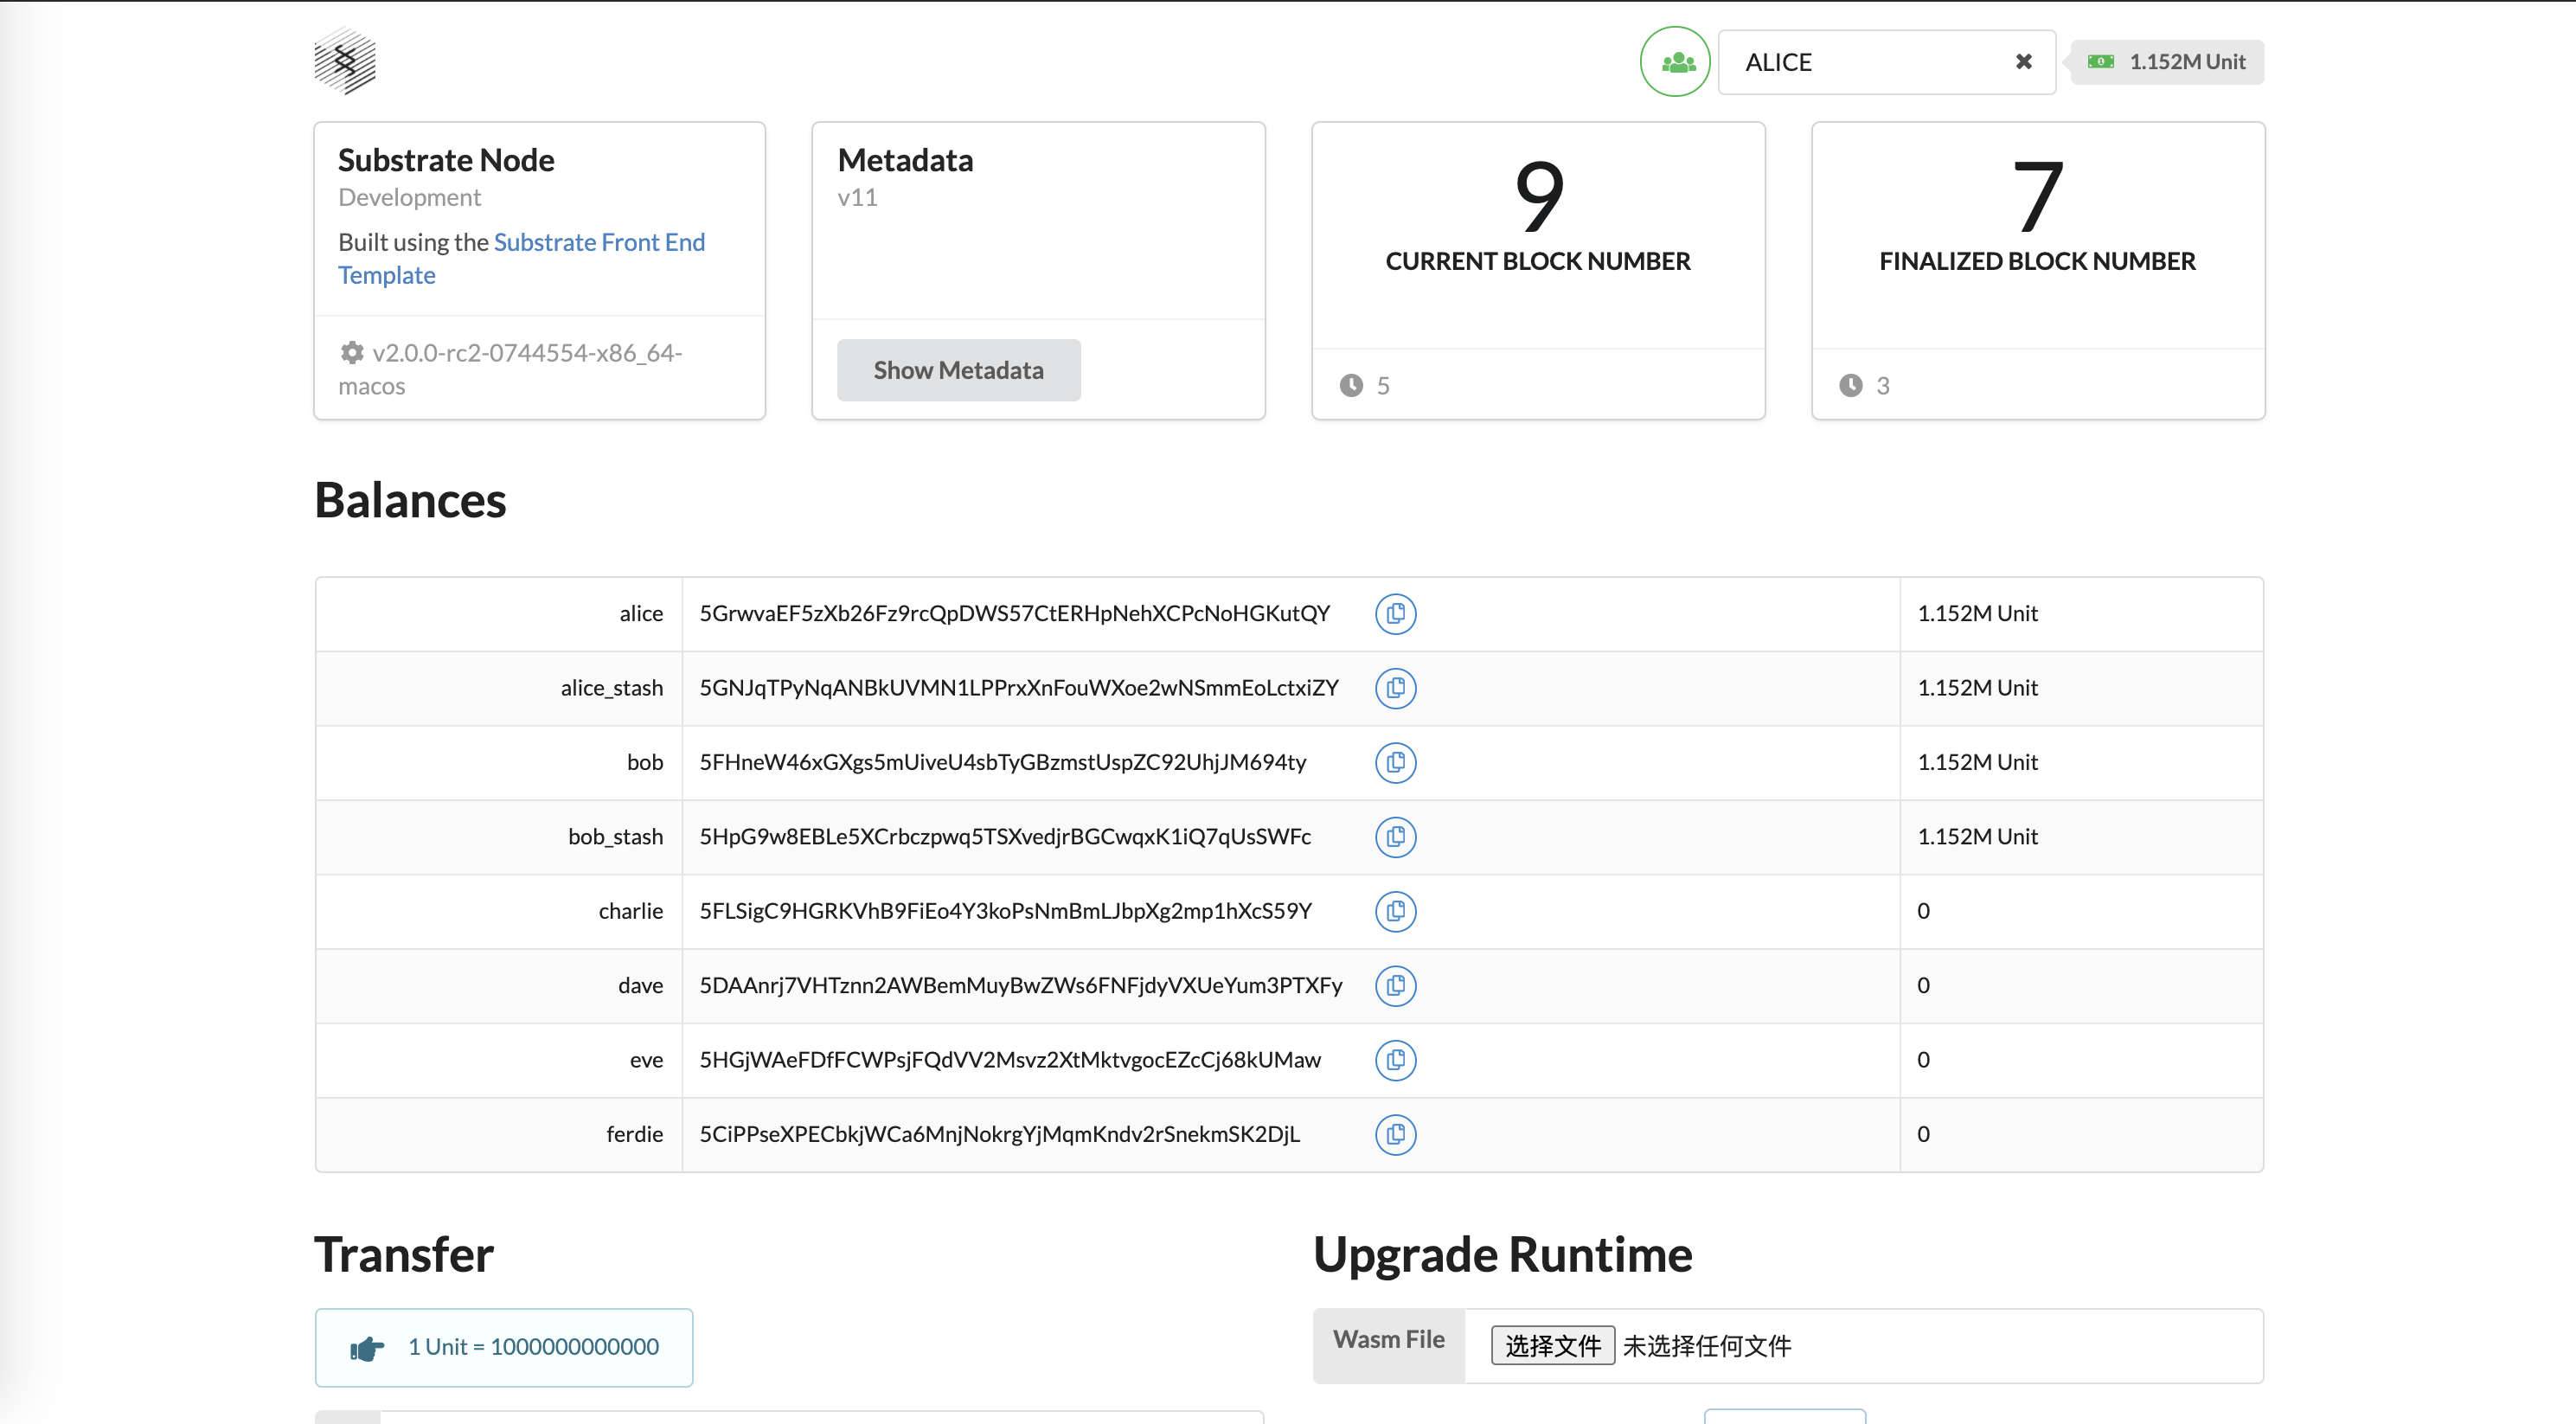 ALICE
1.152M Unit
Substrate Node
Development
Built using the Substrate Front End
Template
v2.0.0-rc2-0744554-x86_64-
macos
Metadata
v11
Show Metadata
9
CURRENT BLOCK NUMBER
5
7
FINALIZED BLOCK NUMBER
3
Balances
alice 5GrwvaEF5zXb26Fz9rcQpDWS57CtERHpNehXCPcNoHGKutQY 1.152M Unit
alice_stash 5GNJqTPyNqANBkUVMN1LPPrxXnFouWXoe2wNSmmEoLctxiZY 1.152M Unit
bob 5FHneW46xGXgs5mUiveU4sbTyGBzmstUspZC92UhjJM694ty 1.152M Unit
bob_stash 5HpG9w8EBLe5XCrbczpwq5TSXvedjrBGCwqxK1iQ7qUsSWFc 1.152M Unit
charlie 5FLSigC9HGRKVhB9FiEo4Y3koPsNmBmLJbpXg2mp1hXcS59Y 0
dave 5DAAnrj7VHTznn2AWBemMuyBwZWs6FNFjdyVXUeYum3PTXFy 0
eve 5HGjWAeFDfFCWPsjFQdVV2Msvz2XtMktvgocEZcCj68kUMaw 0
ferdie 5CiPPseXPECbkjWCa6MnjNokrgYjMqmKndv2rSnekmSK2DjL 0
Transfer
1 Unit = 1000000000000
Upgrade Runtime
Wasm File 选择文件 未选择任何文件